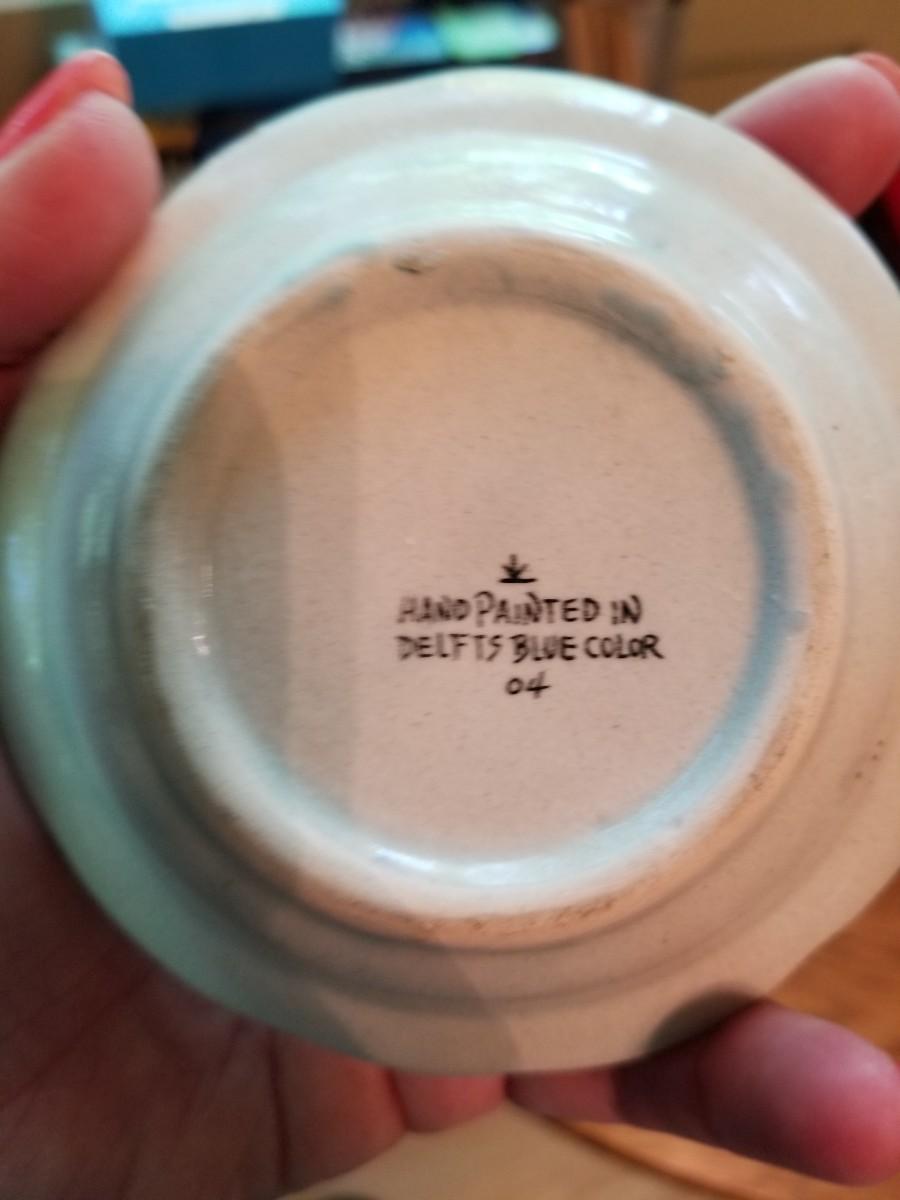 HAND PAINTED IN
DELFTS BLUE COLOR
04